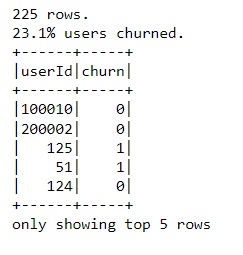 225 rows.
23.1% users churned.
+------+-----+
|userId|churn|
+------+-----+
|100010|    0|
|200002|    0|
|   125|    1|
|    51|    1|
|   124|    0|
+------+-----+
only showing top 5 rows